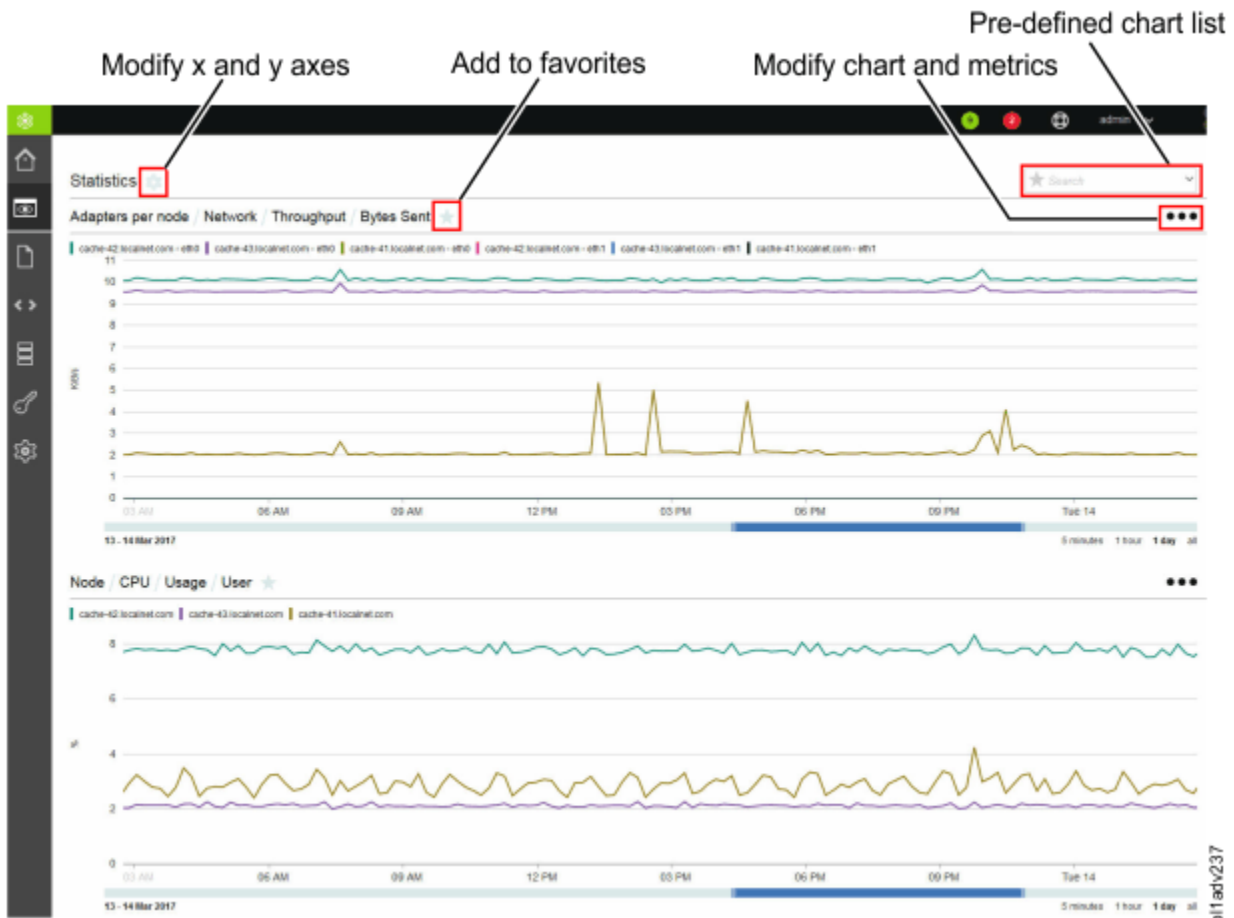 Pre-defined chart list
Modify x and y axes Add to favorites Modify chart and metrics
9 2 admin
Statistics Search
Adapters per node / Network / Throughput / Bytes Sent
cache-42.localnet.com - eth0 cache-43.localnet.com - eth0 cache-41.localnet.com - eth0 cache-42.localnet.com - eth1 cache-43.localnet.com - eth1 cache-41.localnet.com - eth1
11
10
9
8
7
6
5
4
3
2
1
0
03 AM 06 AM 09 AM 12 PM 03 PM 06 PM 09 PM Tue 14
13 - 14 Mar 2017 5 minutes 1 hour 1 day all
Node / CPU / Usage / User
cache-42.localnet.com cache-43.localnet.com cache-41.localnet.com
8
6
%
4
2
0
03 AM 06 AM 09 AM 12 PM 03 PM 06 PM 09 PM Tue 14
13 - 14 Mar 2017 5 minutes 1 hour 1 day all
bl1adv237